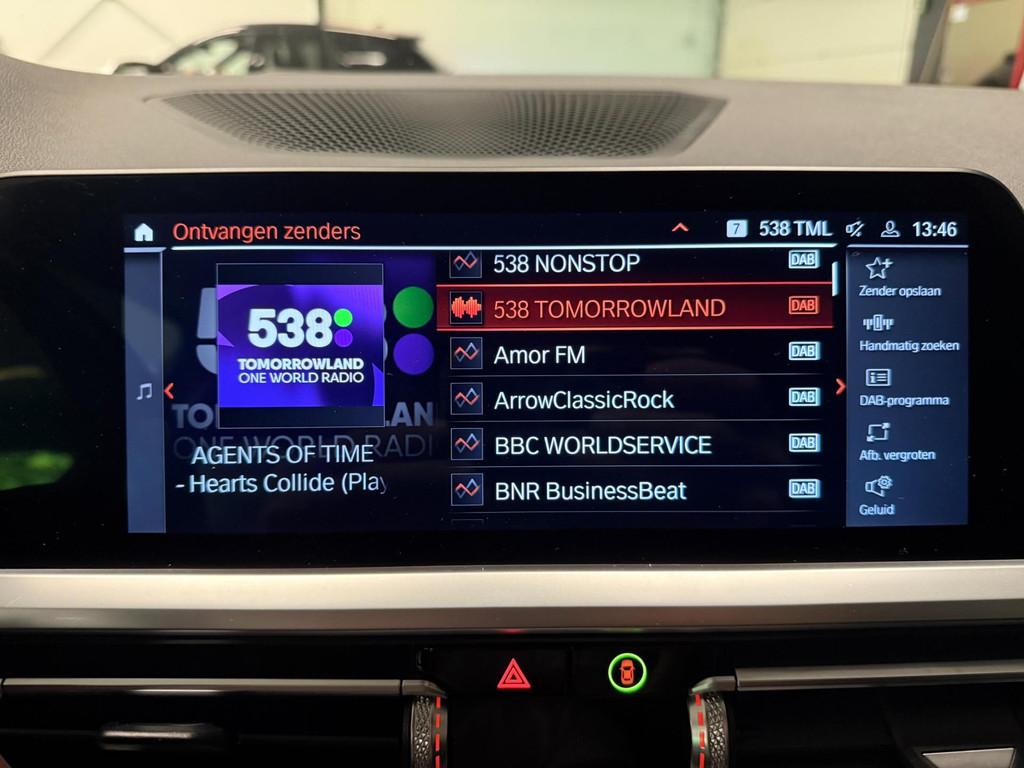 Ontvangen zenders
7 538 TML 13:46
538
TOMORROWLAND
ONE WORLD RADIO
AGENTS OF TIME
- Hearts Collide (Play
538 NONSTOP DAB
538 TOMORROWLAND DAB
Amor FM DAB
ArrowClassicRock DAB
BBC WORLDSERVICE DAB
BNR BusinessBeat DAB
Zender opslaan
Handmatig zoeken
DAB-programma
Afb. vergroten
Geluid